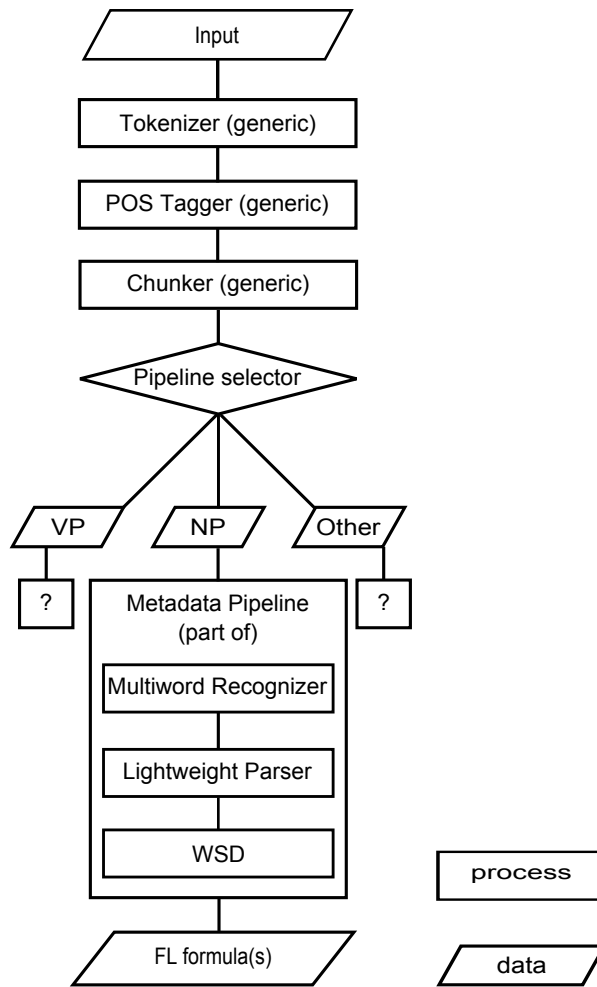 Input
Tokenizer (generic)
POS Tagger (generic)
Chunker (generic)
Pipeline selector
VP
NP
Other
?
?
Metadata Pipeline
(part of)
Multiword Recognizer
Lightweight Parser
WSD
FL formula(s)
process
data